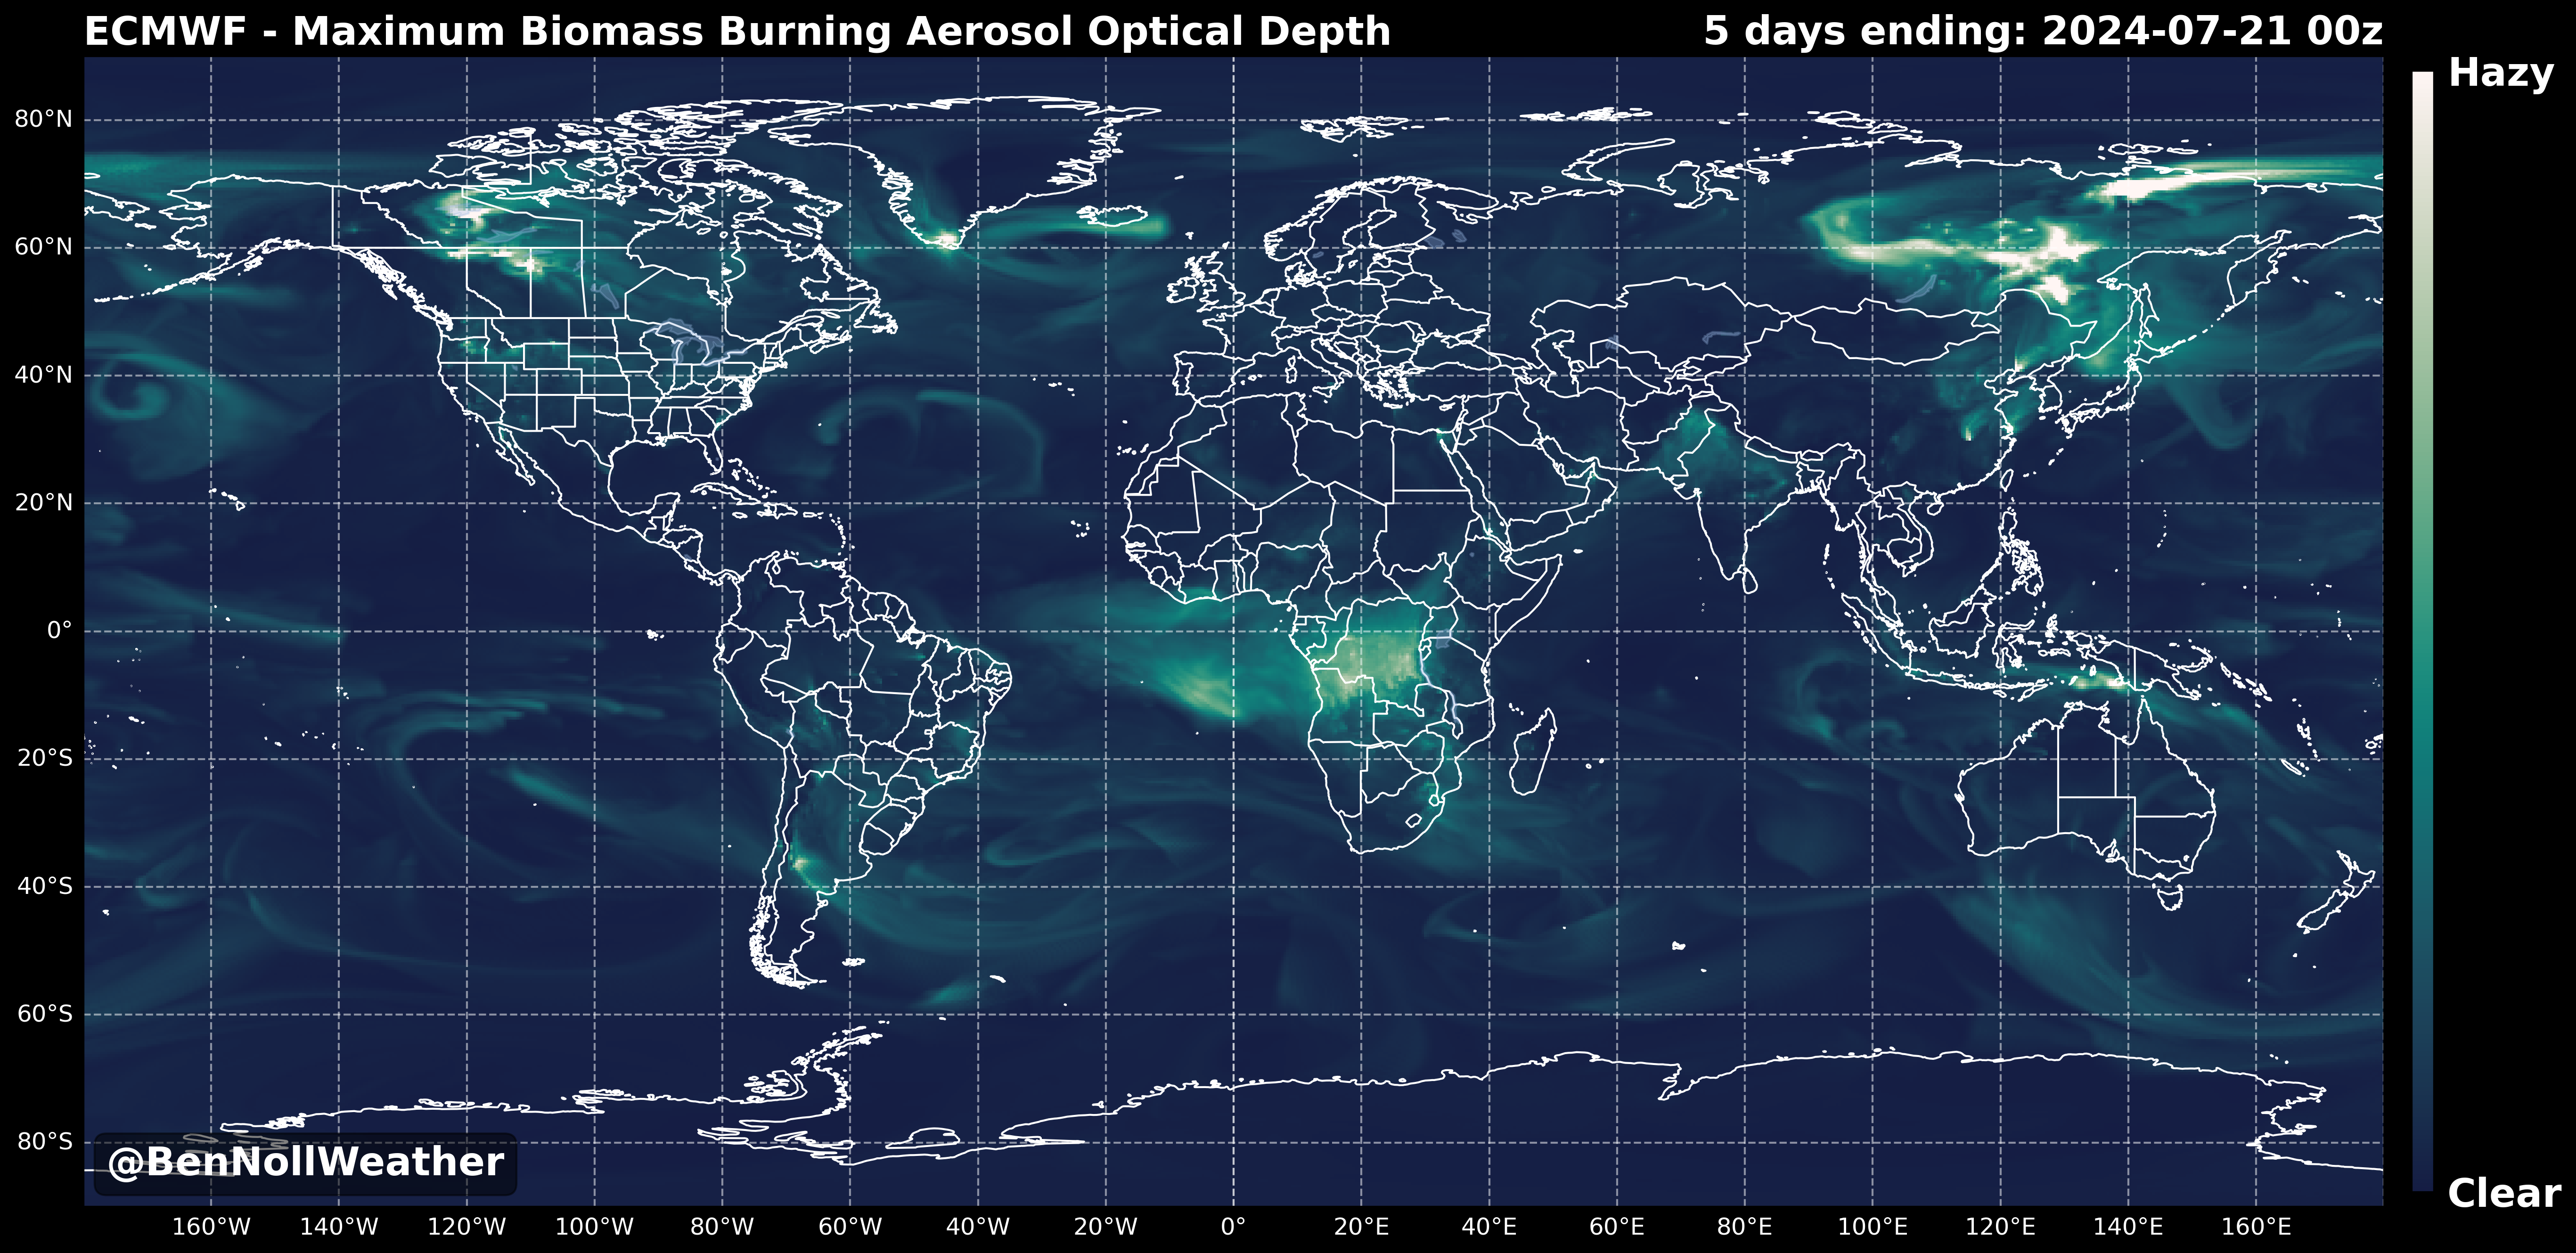 ECMWF - Maximum Biomass Burning Aerosol Optical Depth
5 days ending: 2024-07-21 00z
Hazy
80°N
60°N
40°N
20°N
0°
20°S
40°S
60°S
80°S
@BenNollWeather
Clear
160°W 140°W 120°W 100°W 80°W 60°W 40°W 20°W 0° 20°E 40°E 60°E 80°E 100°E 120°E 140°E 160°E